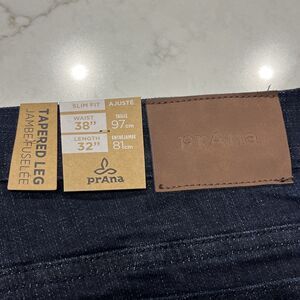 TAPERED LEG
JAMBE FUSELÉE
SLIM FIT AJUSTÉ
WAIST TAILLE
38" 97cm
LENGTH ENTREJAMBE
32" 81cm
prAna
PRANA